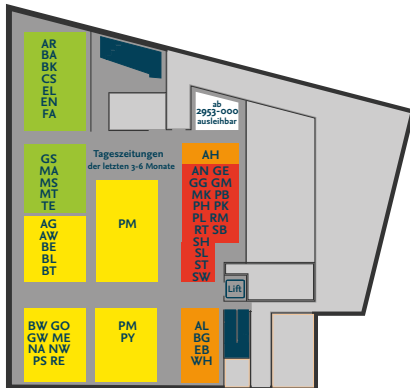 AR
BA
BK
CS
EL
EN
FA
ab
2953-000
ausleihbar
GS
MA
MS
MT
TE
Tageszeitungen
der letzten 3-6 Monate
AH
AN GE
GG GM
MK PB
PH PK
PL RM
RT SB
SH
SL
ST
SW
AG
AW
BE
BL
BT
PM
Lift
BW GO
GW ME
NA NW
PS RE
PM
PY
AL
BG
EB
WH